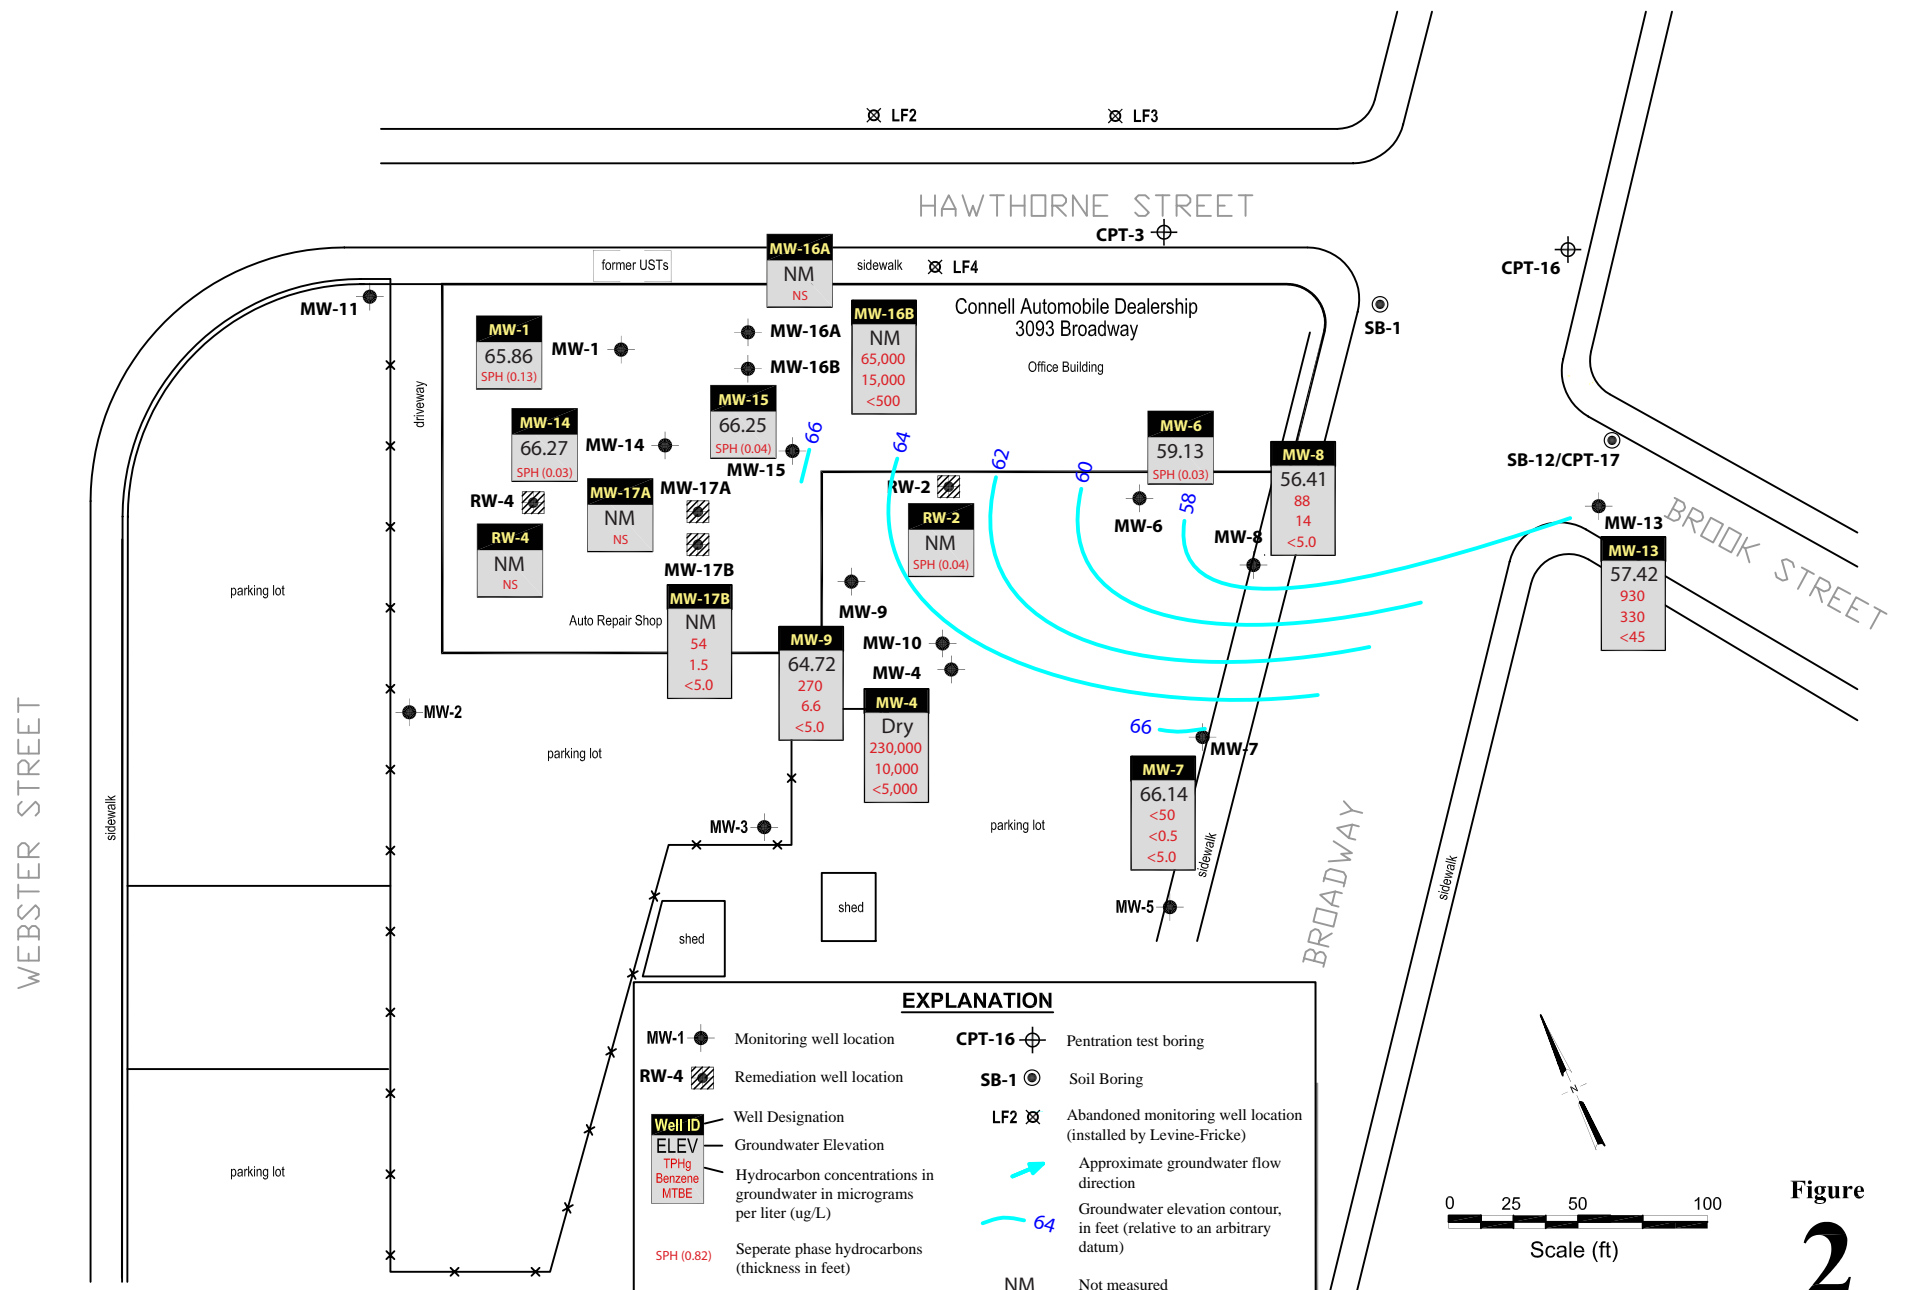 LF2
LF3
HAWTHORNE STREET
CPT-3
CPT-16
former USTs
MW-16A
NM
NS
sidewalk
LF4
MW-11
MW-1
65.86
SPH (0.13)
MW-1
MW-16A
MW-16B
MW-16B
NM
65,000
15,000
<500
Connell Automobile Dealership
3093 Broadway
Office Building
SB-1
driveway
MW-14
66.27
SPH (0.03)
MW-14
MW-15
66.25
SPH (0.04)
MW-15
66
64
62
60
58
MW-6
59.13
SPH (0.03)
MW-6
MW-8
56.41
88
14
<5.0
MW-8
SB-12/CPT-17
MW-13
BROOK STREET
MW-13
57.42
930
330
<45
RW-4
RW-4
NM
NS
MW-17A
NM
NS
MW-17A
MW-17B
MW-17B
NM
54
1.5
<5.0
RW-2
RW-2
NM
SPH (0.04)
Auto Repair Shop
parking lot
MW-9
MW-9
64.72
270
6.6
<5.0
MW-10
MW-4
MW-4
Dry
230,000
10,000
<5,000
MW-2
parking lot
66
MW-7
MW-7
66.14
<50
<0.5
<5.0
WEBSTER STREET
sidewalk
MW-3
parking lot
sidewalk
BROADWAY
sidewalk
shed
shed
MW-5
parking lot
EXPLANATION
MW-1
Monitoring well location
RW-4
Remediation well location
Well ID
ELEV
TPHg
Benzene
MTBE
Well Designation
Groundwater Elevation
Hydrocarbon concentrations in
groundwater in micrograms
per liter (ug/L)
SPH (0.82)
Seperate phase hydrocarbons
(thickness in feet)
CPT-16
Pentration test boring
SB-1
Soil Boring
LF2
Abandoned monitoring well location
(installed by Levine-Fricke)
Approximate groundwater flow
direction
64
Groundwater elevation contour,
in feet (relative to an arbitrary
datum)
NM
Not measured
N
0 25 50 100
Scale (ft)
Figure
2